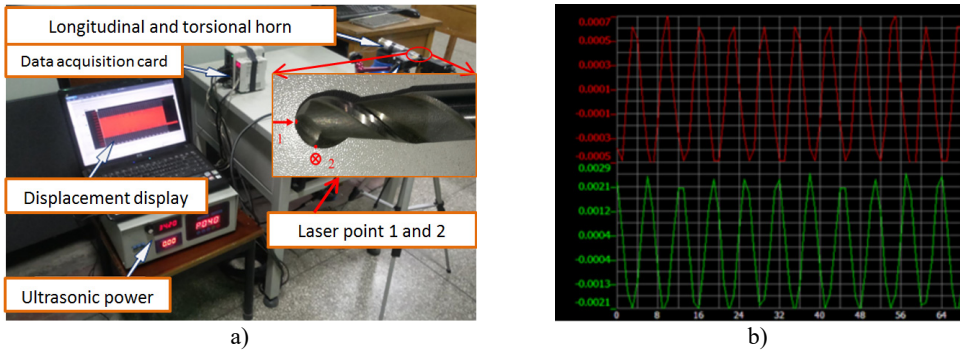 Longitudinal and torsional horn
Data acquisition card
1
2
Displacement display
Laser point 1 and 2
Ultrasonic power
a)
0.0007
0.0005
0.0003
0.0001
-0.0001
-0.0003
-0.0005
0.0029
0.0021
0.0012
0.0004
-0.0004
-0.0013
-0.0021
0 8 16 24 32 40 48 56 64
b)